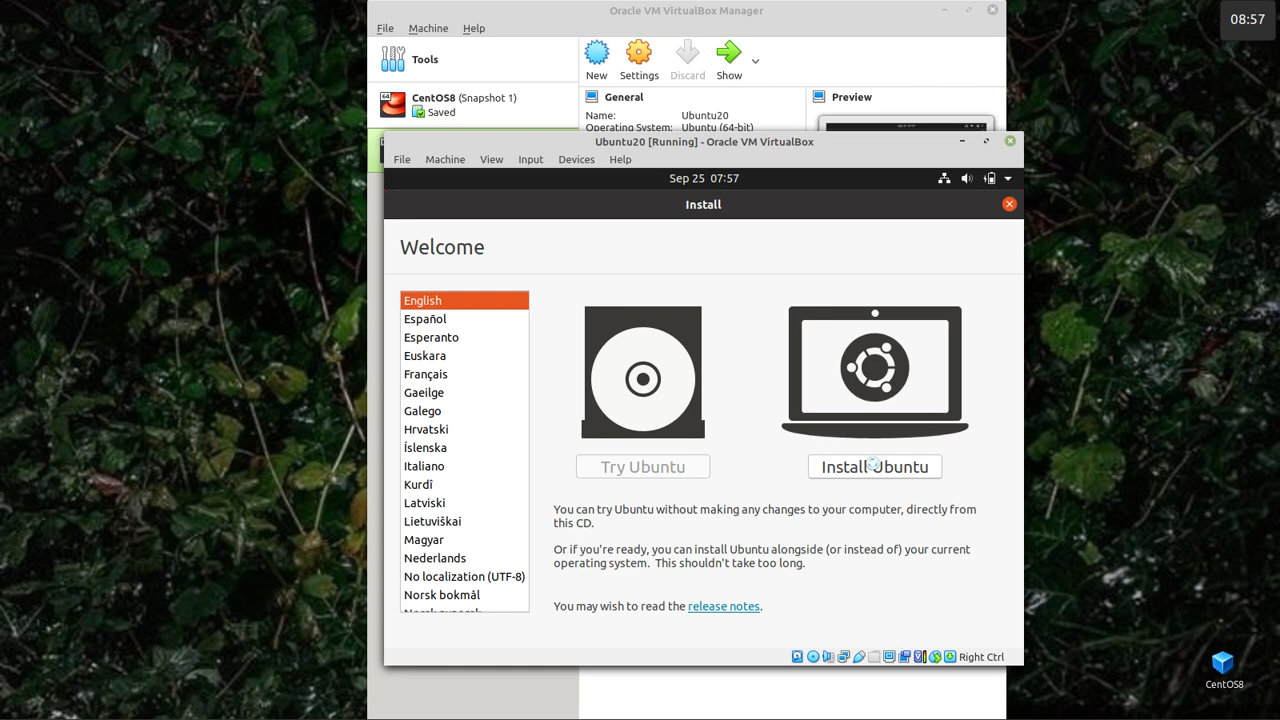 Oracle VM VirtualBox Manager
08:57
File Machine Help
Tools
New Settings Discard Show
CentOS8 (Snapshot 1)
Saved
General
Preview
Name: Ubuntu20
Operating System: Ubuntu (64-bit)
Ubuntu20 [Running] - Oracle VM VirtualBox
File Machine View Input Devices Help
Sep 25 07:57
Install
Welcome
English
Español
Esperanto
Euskara
Français
Gaeilge
Galego
Hrvatski
Íslenska
Italiano
Kurdî
Latviski
Lietuviškai
Magyar
Nederlands
No localization (UTF-8)
Norsk bokmål
Try Ubuntu
Install Ubuntu
You can try Ubuntu without making any changes to your computer, directly from
this CD.
Or if you're ready, you can install Ubuntu alongside (or instead of) your current
operating system. This shouldn't take too long.
You may wish to read the release notes.
Right Ctrl
CentOS8